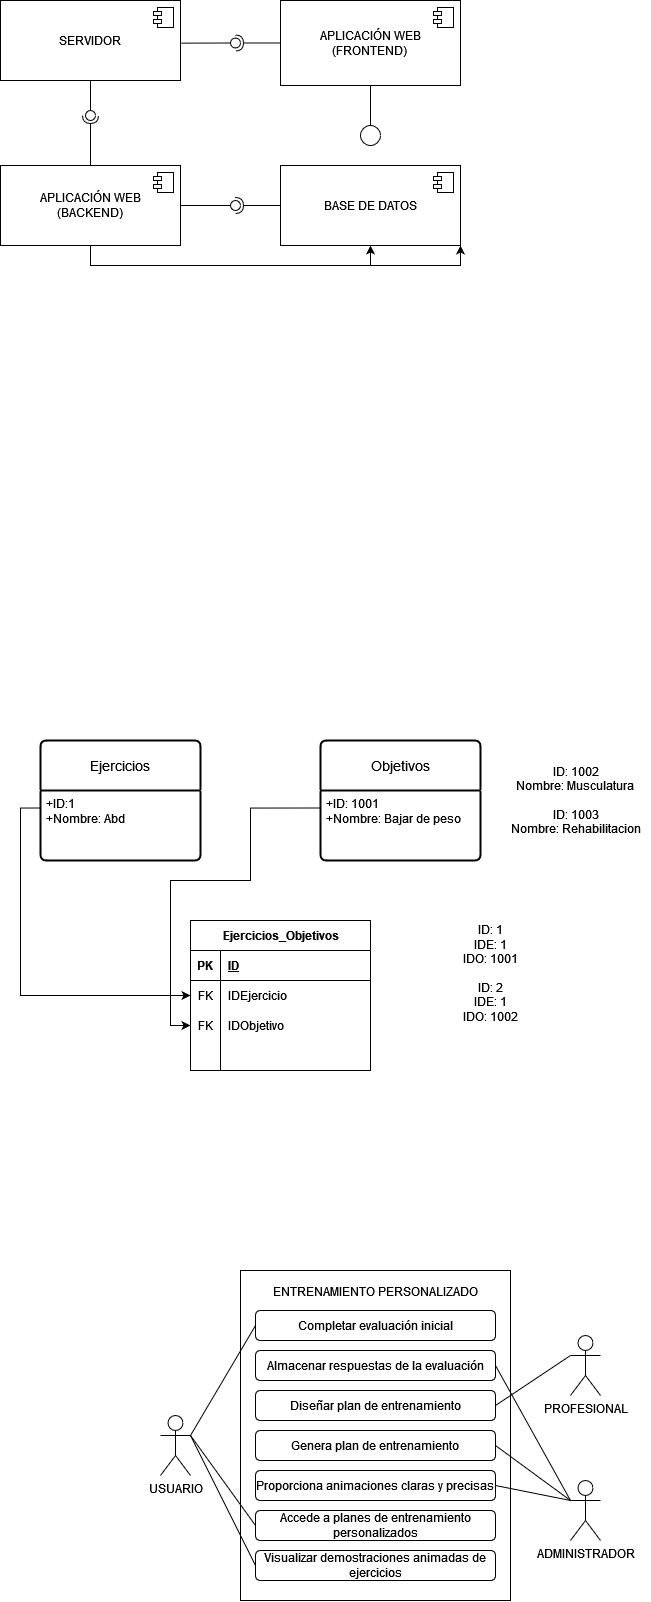 SERVIDOR
APLICACIÓN WEB
(FRONTEND)
APLICACIÓN WEB
(BACKEND)
BASE DE DATOS
Ejercicios
+ID:1
+Nombre: Abd
Objetivos
+ID: 1001
+Nombre: Bajar de peso
ID: 1002
Nombre: Musculatura
ID: 1003
Nombre: Rehabilitacion
Ejercicios_Objetivos
PK ID
FK IDEjercicio
FK IDObjetivo
ID: 1
IDE: 1
IDO: 1001
ID: 2
IDE: 1
IDO: 1002
ENTRENAMIENTO PERSONALIZADO
Completar evaluación inicial
Almacenar respuestas de la evaluación
Diseñar plan de entrenamiento
Genera plan de entrenamiento
Proporciona animaciones claras y precisas
Accede a planes de entrenamiento
personalizados
Visualizar demostraciones animadas de
ejercicios
USUARIO
PROFESIONAL
ADMINISTRADOR